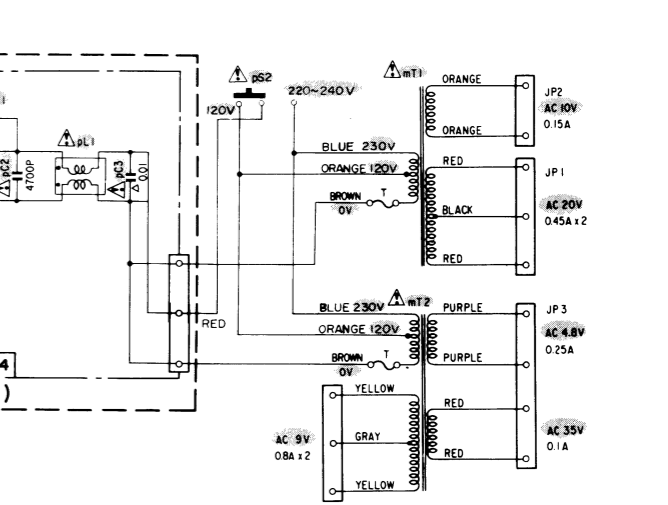 pS2
mT1
220~240V
120V
ORANGE
ORANGE
JP2
AC 10V
0.15A
BLUE 230V
ORANGE 120V
BROWN
0V
T
RED
BLACK
RED
JP1
AC 20V
0.45A x 2
pL1
pC2
4700P
pC3
0.01
RED
mT2
BLUE 230V
ORANGE 120V
BROWN
0V
T
PURPLE
PURPLE
JP3
AC 4.8V
0.25A
YELLOW
GRAY
YELLOW
AC 9V
0.8A x 2
RED
RED
AC 35V
0.1A
4
)